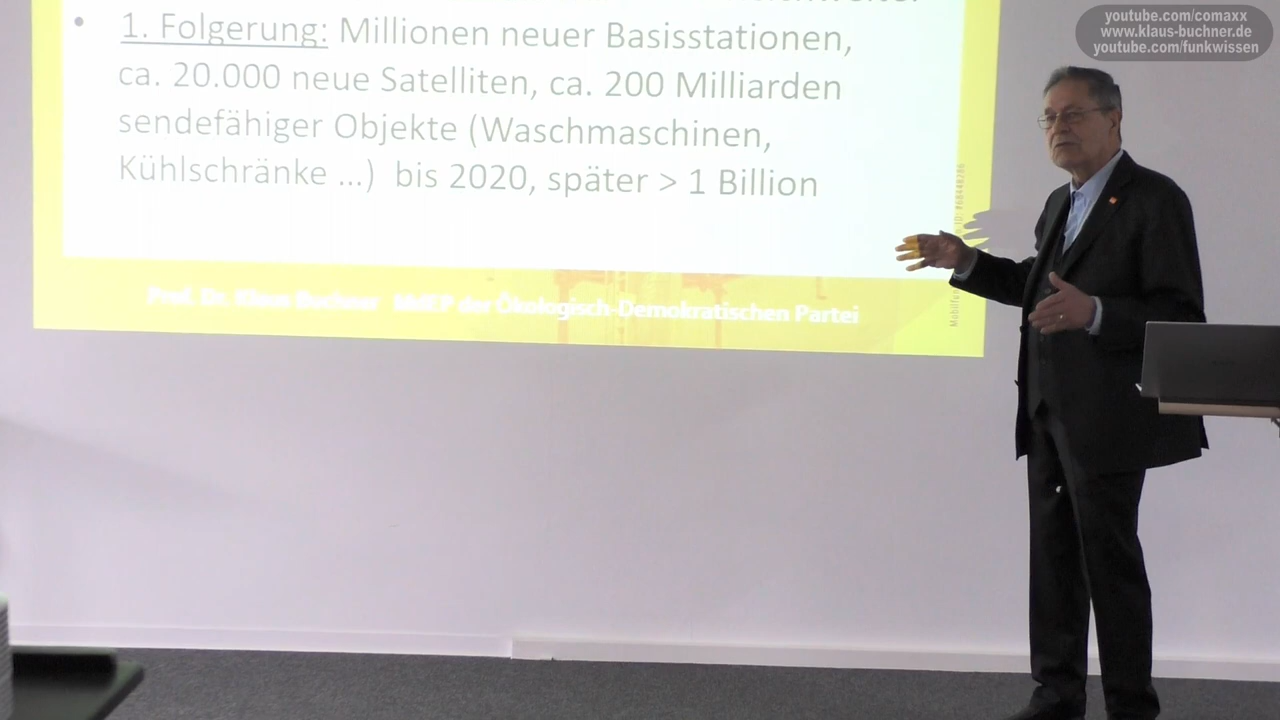 youtube.com/comaxx
www.klaus-buchner.de
youtube.com/funkwissen
• 1. Folgerung: Millionen neuer Basisstationen,
ca. 20.000 neue Satelliten, ca. 200 Milliarden
sendefähiger Objekte (Waschmaschinen,
Kühlschränke ...) bis 2020, später > 1 Billion
Prof. Dr. Klaus Buchner MdEP der Ökologisch-Demokratischen Partei